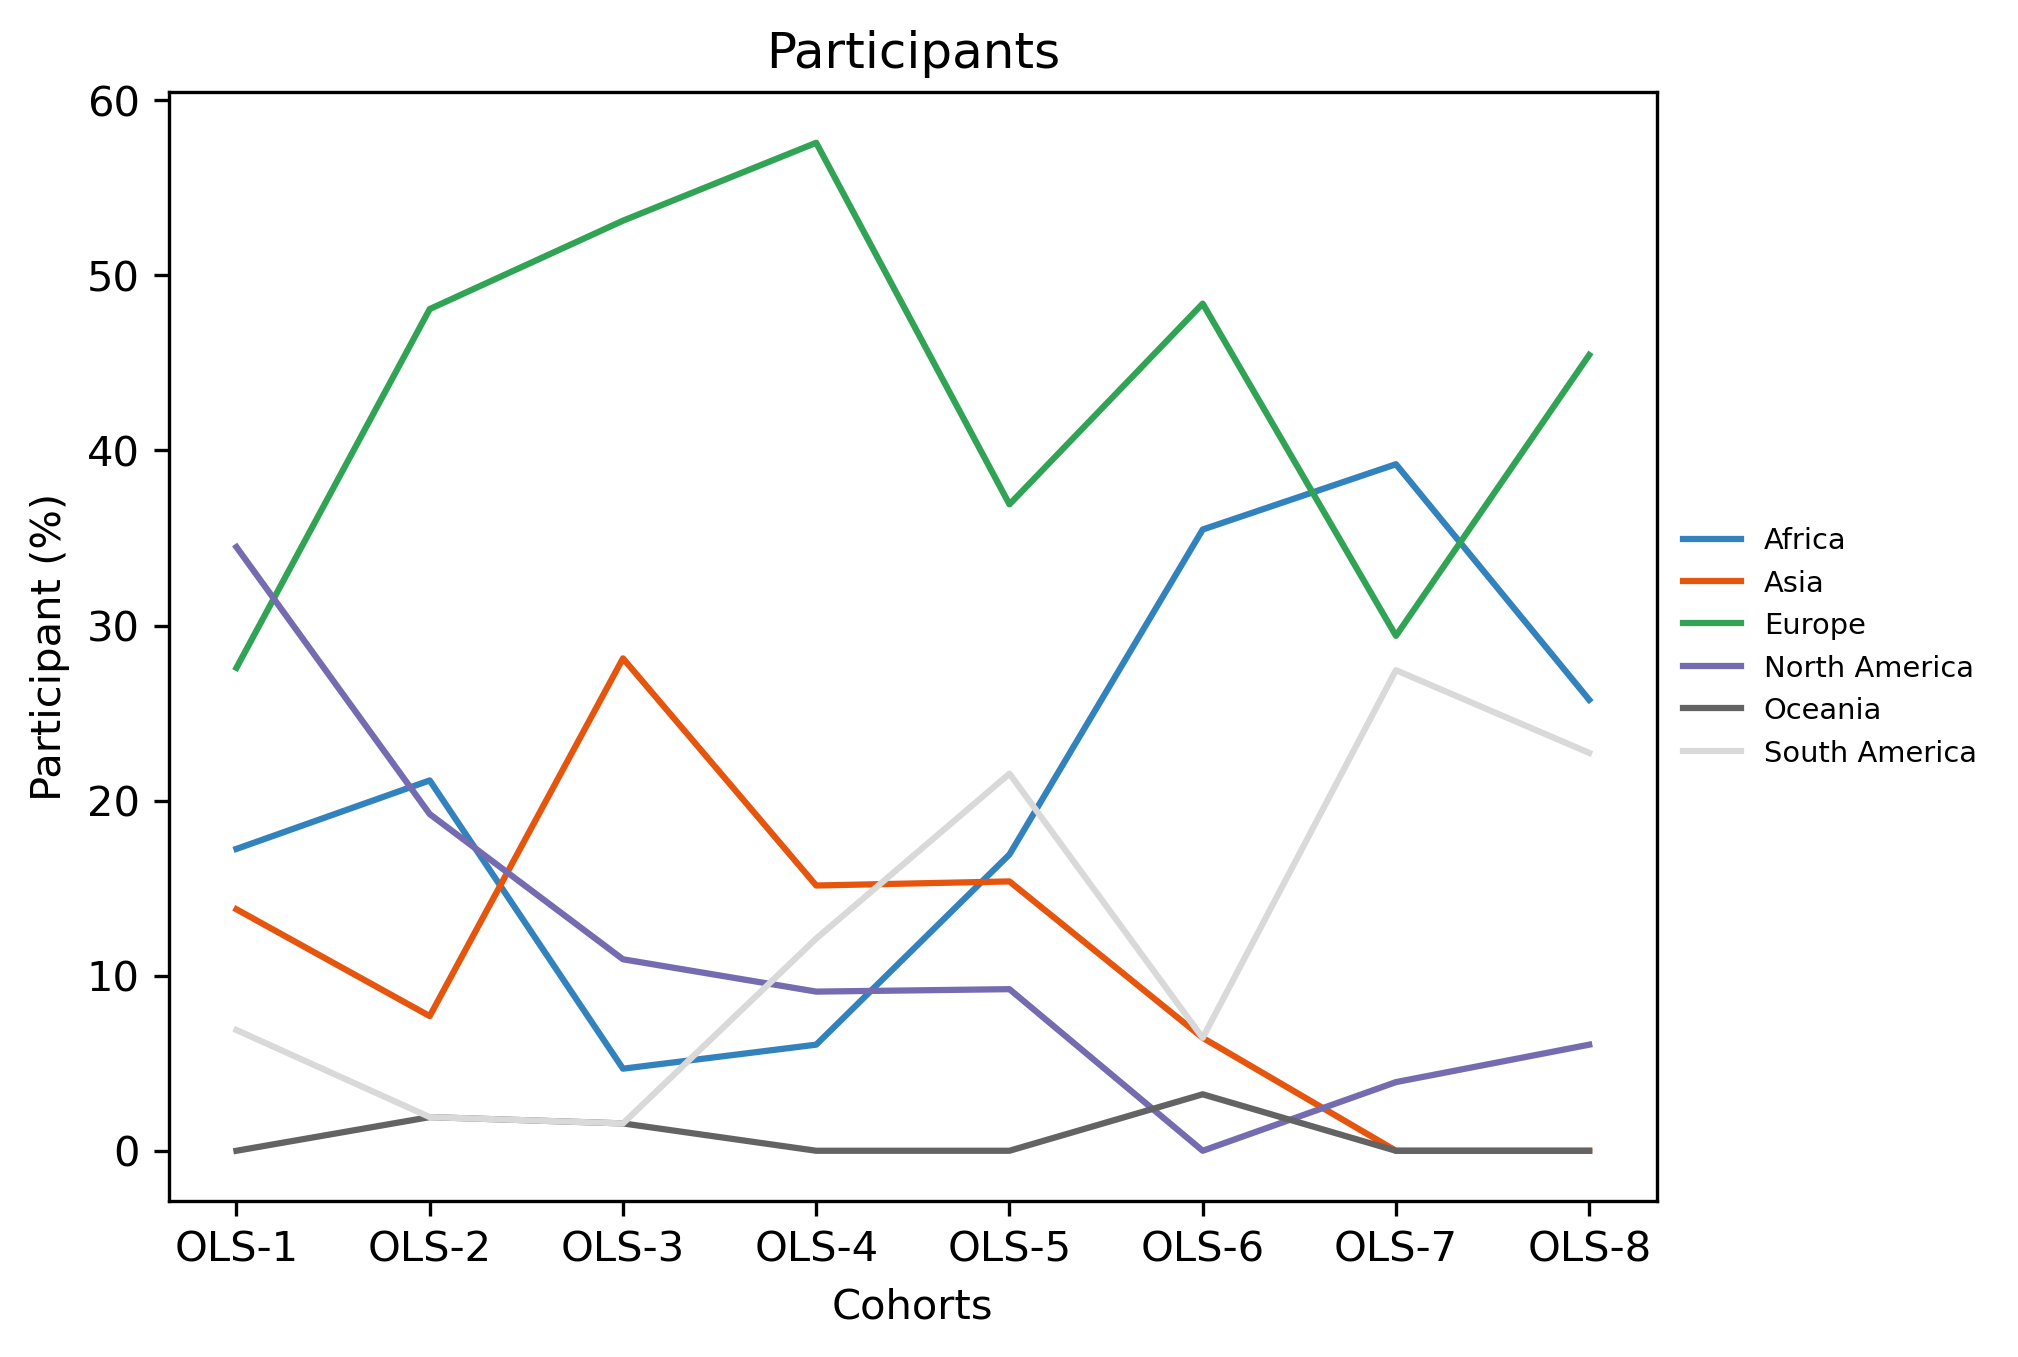 Participants
Participant (%)
60
50
40
30
20
10
0
OLS-1 OLS-2 OLS-3 OLS-4 OLS-5 OLS-6 OLS-7 OLS-8
Cohorts
Africa
Asia
Europe
North America
Oceania
South America